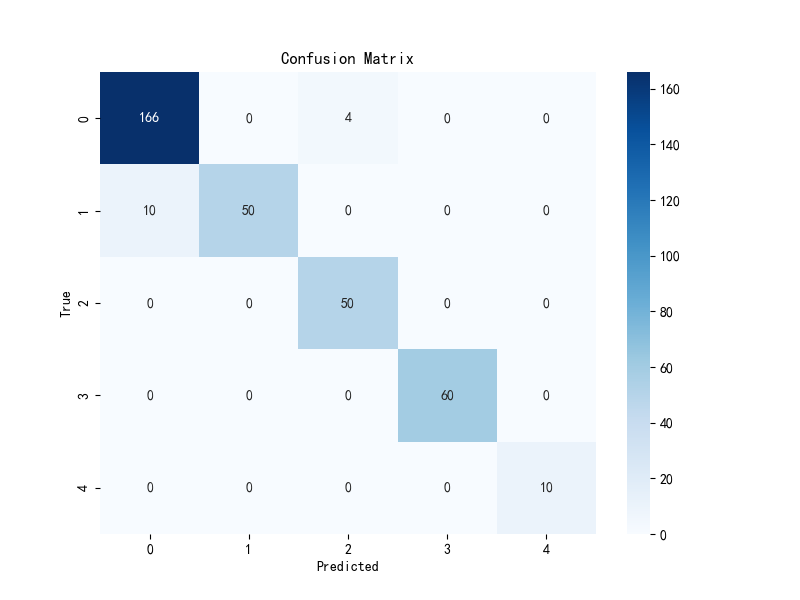 Confusion Matrix
0 166 0 4 0 0
1 10 50 0 0 0
2 0 0 50 0 0
3 0 0 0 60 0
4 0 0 0 0 10
0 1 2 3 4
Predicted
True
160
140
120
100
80
60
40
20
0